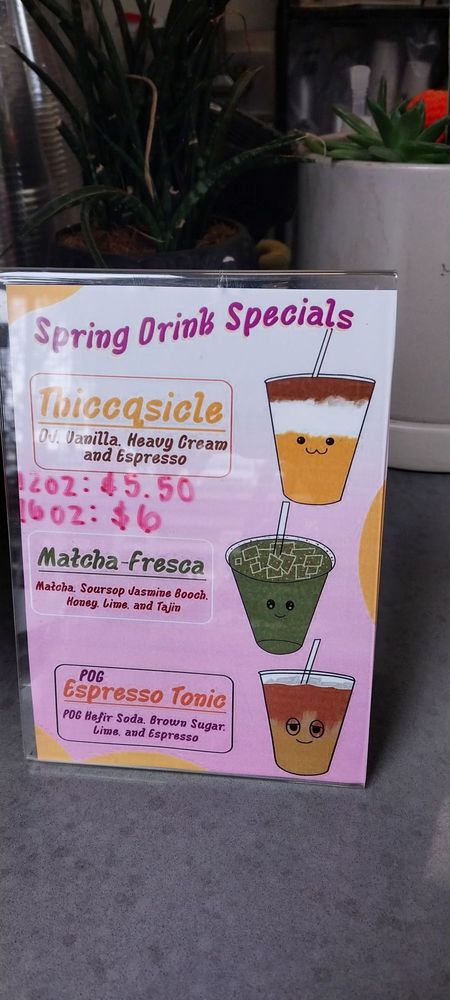 Spring Drink Specials
Thiccqsicle
OJ, Vanilla, Heavy Cream
and Espresso
12oz: $5.50
16oz: $6
Matcha-Fresca
Matcha, Soursop Jasmine Booch,
Honey, Lime, and Tajin
POG
Espresso Tonic
POG Kefir Soda, Brown Sugar,
Lime, and Espresso